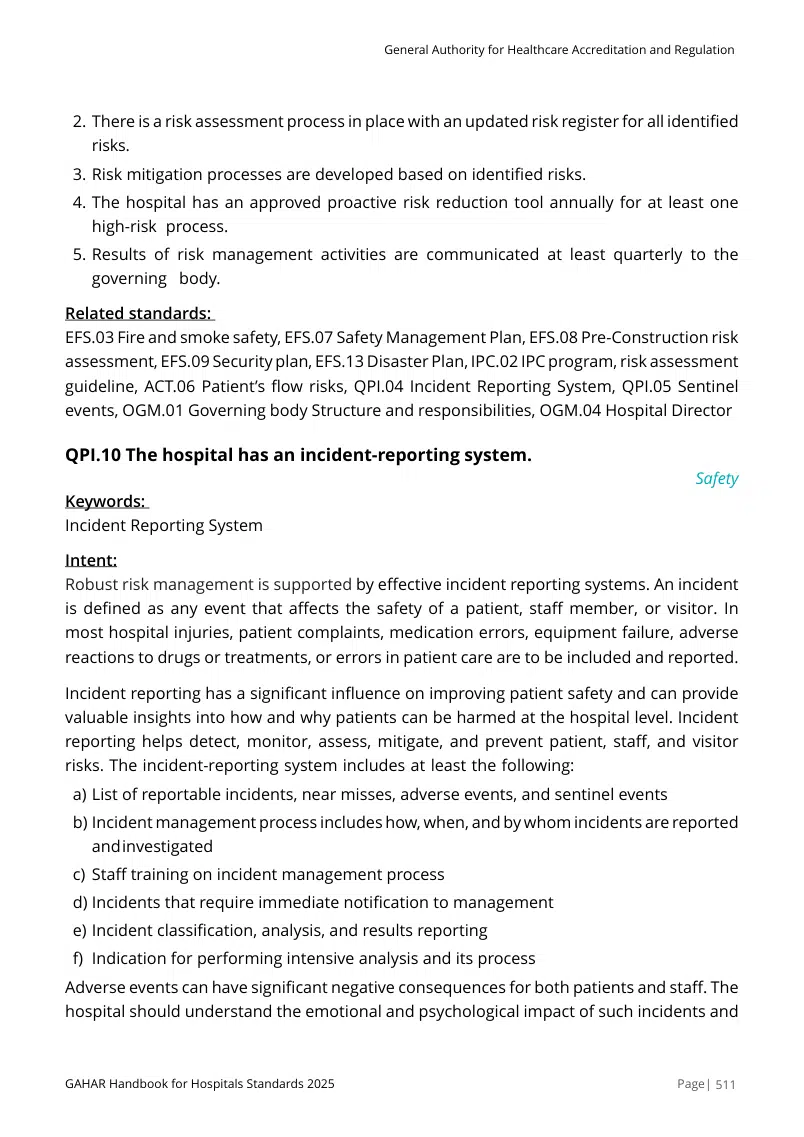 General Authority for Healthcare Accreditation and Regulation
2. There is a risk assessment process in place with an updated risk register for all identified
risks.
3. Risk mitigation processes are developed based on identified risks.
4. The hospital has an approved proactive risk reduction tool annually for at least one
high-risk process.
5. Results of risk management activities are communicated at least quarterly to the
governing body.
Related standards:
EFS.03 Fire and smoke safety, EFS.07 Safety Management Plan, EFS.08 Pre-Construction risk
assessment, EFS.09 Security plan, EFS.13 Disaster Plan, IPC.02 IPC program, risk assessment
guideline, ACT.06 Patient’s flow risks, QPI.04 Incident Reporting System, QPI.05 Sentinel
events, OGM.01 Governing body Structure and responsibilities, OGM.04 Hospital Director
QPI.10 The hospital has an incident-reporting system.
Safety
Keywords:
Incident Reporting System
Intent:
Robust risk management is supported by effective incident reporting systems. An incident
is defined as any event that affects the safety of a patient, staff member, or visitor. In
most hospital injuries, patient complaints, medication errors, equipment failure, adverse
reactions to drugs or treatments, or errors in patient care are to be included and reported.
Incident reporting has a significant influence on improving patient safety and can provide
valuable insights into how and why patients can be harmed at the hospital level. Incident
reporting helps detect, monitor, assess, mitigate, and prevent patient, staff, and visitor
risks. The incident-reporting system includes at least the following:
a) List of reportable incidents, near misses, adverse events, and sentinel events
b) Incident management process includes how, when, and by whom incidents are reported
andinvestigated
c) Staff training on incident management process
d) Incidents that require immediate notification to management
e) Incident classification, analysis, and results reporting
f) Indication for performing intensive analysis and its process
Adverse events can have significant negative consequences for both patients and staff. The
hospital should understand the emotional and psychological impact of such incidents and
GAHAR Handbook for Hospitals Standards 2025
Page| 511